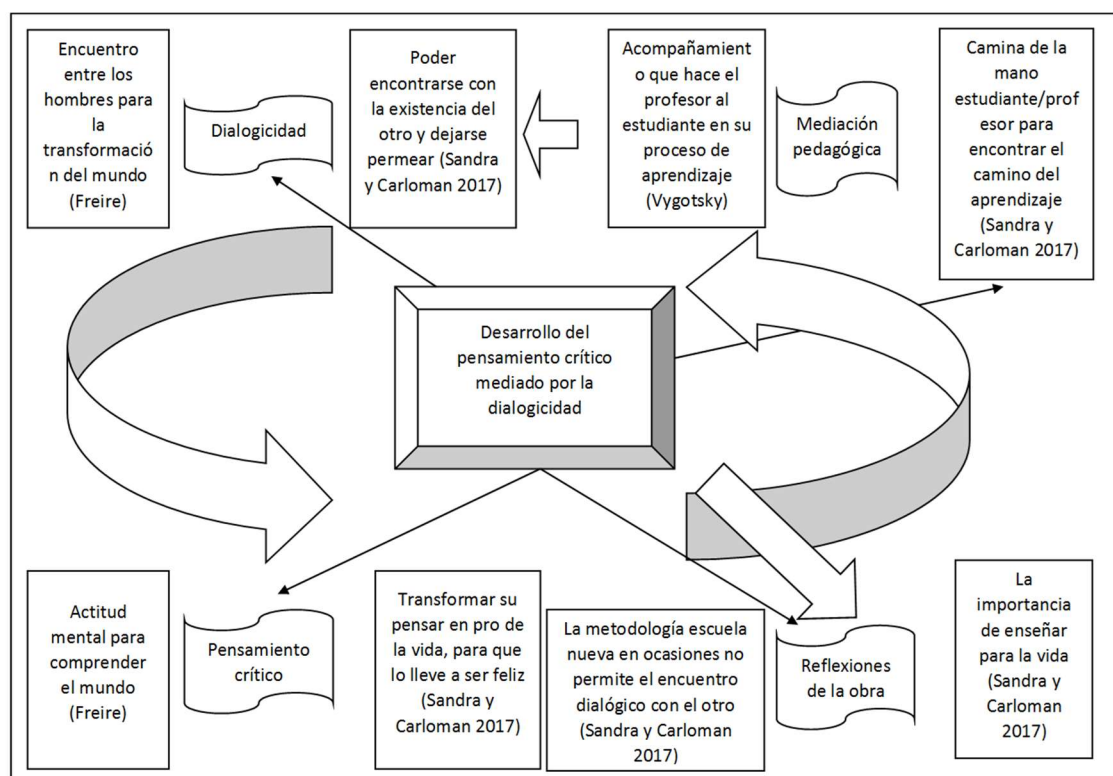 Encuentro
entre los
hombres para
la
transformació
n del mundo
(Freire)
Dialogicidad
Poder
encontrarse con
la existencia del
otro y dejarse
permear (Sandra
y Carloman 2017)
Acompañamient
o que hace el
profesor al
estudiante en su
proceso de
aprendizaje
(Vygotsky)
Mediación
pedagógica
Camina de la
mano
estudiante/prof
esor para
encontrar el
camino del
aprendizaje
(Sandra y
Carloman 2017)
Desarrollo del
pensamiento crítico
mediado por la
dialogicidad
Actitud
mental para
comprender
el mundo
(Freire)
Pensamiento
crítico
Transformar su
pensar en pro de
la vida, para que
lo lleve a ser feliz
(Sandra y
Carloman 2017)
La metodología escuela
nueva en ocasiones no
permite el encuentro
dialógico con el otro
(Sandra y Carloman
2017)
Reflexiones
de la obra
La
importancia
de enseñar
para la vida
(Sandra y
Carloman
2017)